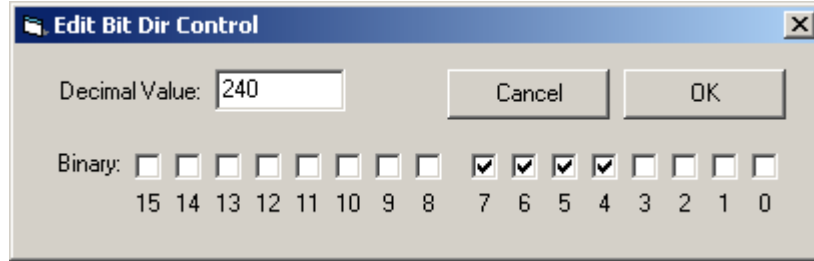 Edit Bit Dir Control
Decimal Value: 240 Cancel OK
Binary:
15 14 13 12 11 10 9 8 7 6 5 4 3 2 1 0